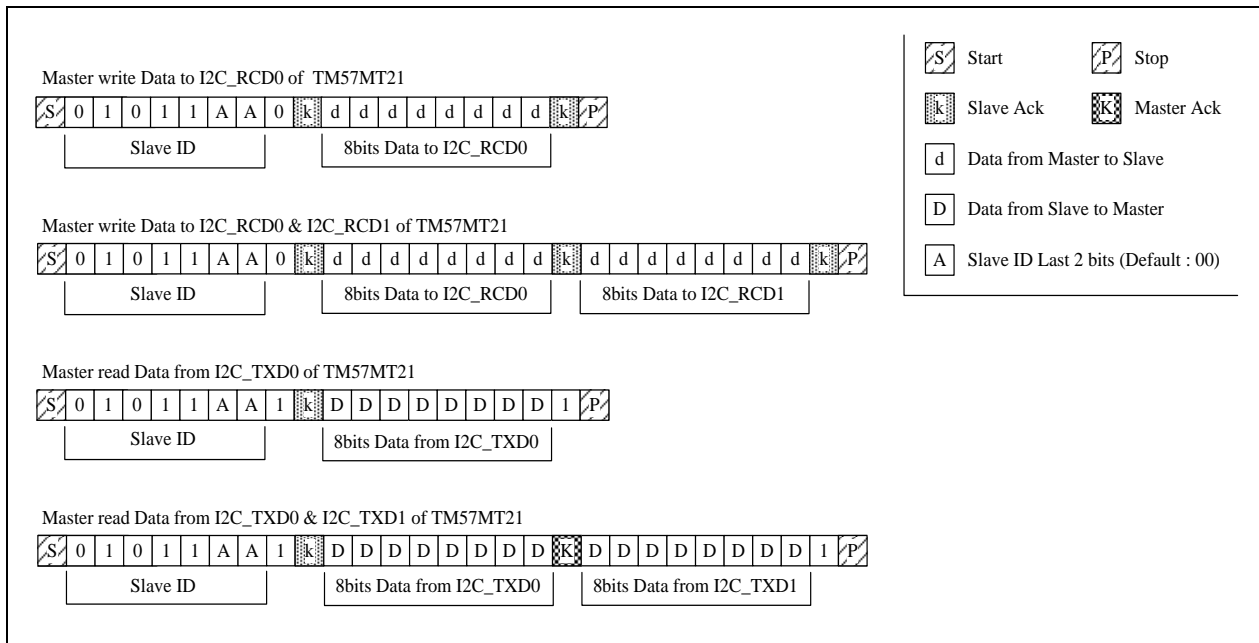 Master write Data to I2C_RCD0 of TM57MT21
S 0 1 0 1 1 A A 0 k d d d d d d d d k P
Slave ID 8bits Data to I2C_RCD0
Master write Data to I2C_RCD0 & I2C_RCD1 of TM57MT21
S 0 1 0 1 1 A A 0 k d d d d d d d d k d d d d d d d d k P
Slave ID 8bits Data to I2C_RCD0 8bits Data to I2C_RCD1
Master read Data from I2C_TXD0 of TM57MT21
S 0 1 0 1 1 A A 1 k D D D D D D D D 1 P
Slave ID 8bits Data from I2C_TXD0
Master read Data from I2C_TXD0 & I2C_TXD1 of TM57MT21
S 0 1 0 1 1 A A 1 k D D D D D D D D K D D D D D D D D 1 P
Slave ID 8bits Data from I2C_TXD0 8bits Data from I2C_TXD1
S Start P Stop
k Slave Ack K Master Ack
d Data from Master to Slave
D Data from Slave to Master
A Slave ID Last 2 bits (Default : 00)